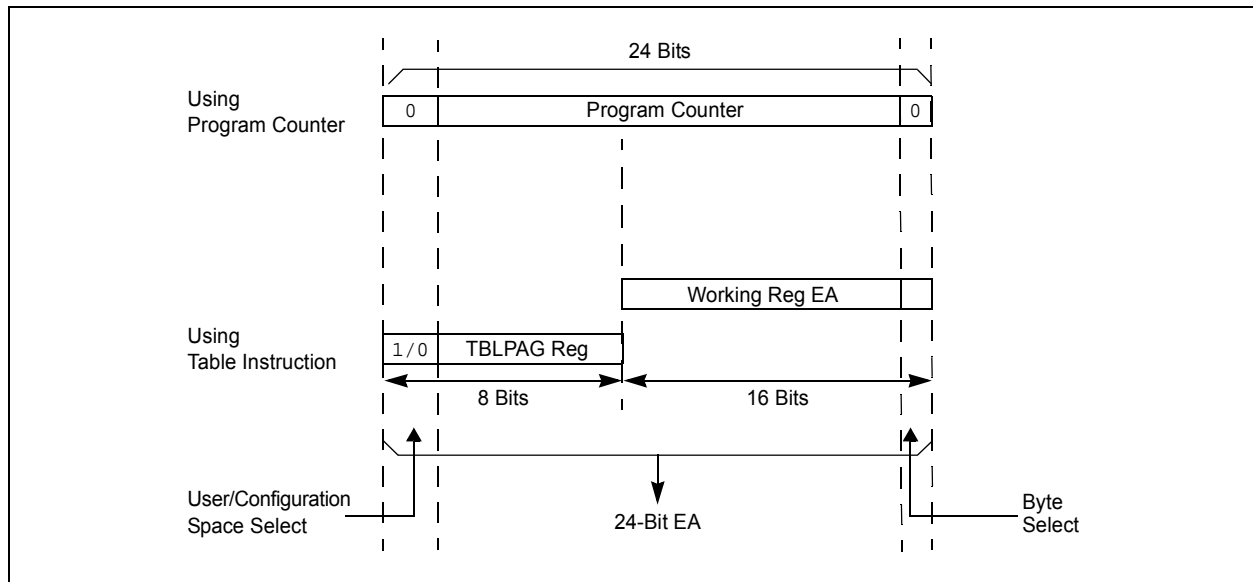 24 Bits
Using
Program Counter
0
Program Counter
0
Working Reg EA
Using
Table Instruction
1/0
TBLPAG Reg
8 Bits
16 Bits
User/Configuration
Space Select
24-Bit EA
Byte
Select